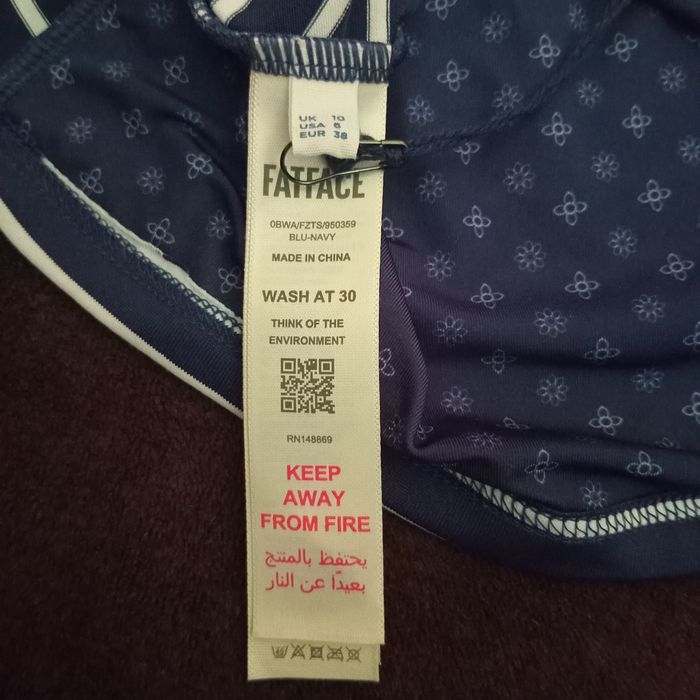 UK 10
USA 6
EUR 38
FATFACE
0BWA/FZTS/950359
BLU-NAVY
MADE IN CHINA
WASH AT 30
THINK OF THE
ENVIRONMENT
RN148869
KEEP
AWAY
FROM FIRE
يحتفظ بالمنتج
بعيدًا عن النار